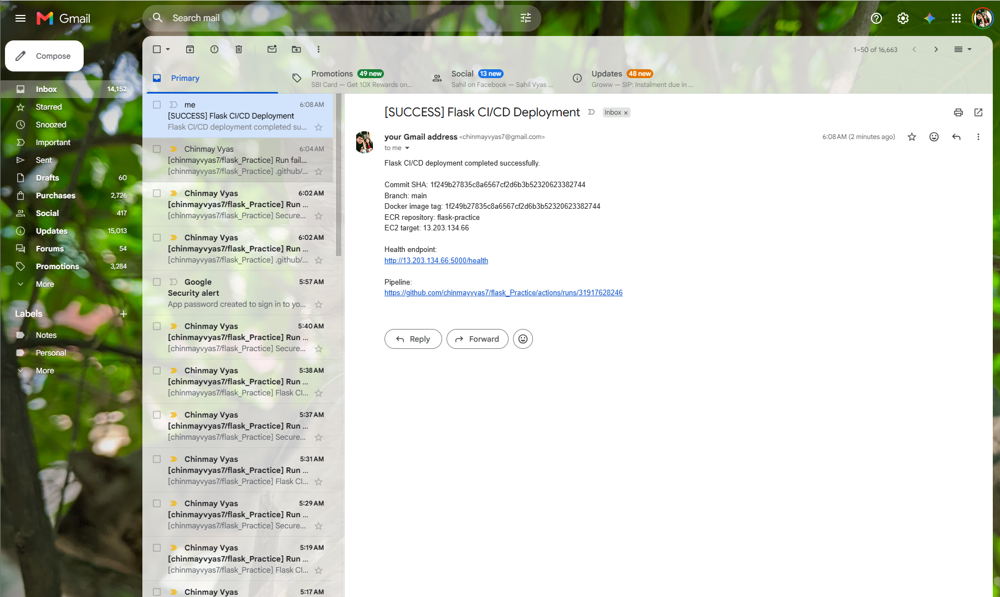 Gmail
Search mail
Compose
Inbox 14,152
Starred
Snoozed
Important
Sent
Drafts 60
Purchases 2,726
Social 417
Updates 15,013
Forums 54
Promotions 3,284
More
Labels
Notes
Personal
More
1–50 of 16,663
Primary
Promotions 49 new
SBI Card — Get 10X Rewards on...
Social 13 new
Sahil on Facebook — Sahil Vyas ...
Updates 48 new
Groww — SIP: Instalment due in ...
me 6:08 AM
[SUCCESS] Flask CI/CD Deployment
Flask CI/CD deployment completed su...
Chinmay Vyas 6:04 AM
[chinmayvyas7/flask_Practice] Run fail...
[chinmayvyas7/flask_Practice] .github/...
Chinmay Vyas 6:02 AM
[chinmayvyas7/flask_Practice] Run ...
[chinmayvyas7/flask_Practice] Secure...
Chinmay Vyas 6:02 AM
[chinmayvyas7/flask_Practice] Run ...
[chinmayvyas7/flask_Practice] .github/...
Google 5:57 AM
Security alert
App password created to sign in to yo...
Chinmay Vyas 5:40 AM
[chinmayvyas7/flask_Practice] Run ...
[chinmayvyas7/flask_Practice] Secure...
Chinmay Vyas 5:38 AM
[chinmayvyas7/flask_Practice] Run ...
[chinmayvyas7/flask_Practice] Flask CI...
Chinmay Vyas 5:37 AM
[chinmayvyas7/flask_Practice] Run ...
[chinmayvyas7/flask_Practice] Secure...
Chinmay Vyas 5:31 AM
[chinmayvyas7/flask_Practice] Run ...
[chinmayvyas7/flask_Practice] Flask CI...
Chinmay Vyas 5:29 AM
[chinmayvyas7/flask_Practice] Run ...
[chinmayvyas7/flask_Practice] Secure...
Chinmay Vyas 5:19 AM
[chinmayvyas7/flask_Practice] Run ...
[chinmayvyas7/flask_Practice] Flask CI...
Chinmay Vyas 5:17 AM
[SUCCESS] Flask CI/CD Deployment Inbox ×
your Gmail address <chinmayvyas7@gmail.com> 6:08 AM (2 minutes ago)
to me
Flask CI/CD deployment completed successfully.
Commit SHA: 1f249b27835c8a6567cf2d6b3b52320623382744
Branch: main
Docker image tag: 1f249b27835c8a6567cf2d6b3b52320623382744
ECR repository: flask-practice
EC2 target: 13.203.134.66
Health endpoint:
http://13.203.134.66:5000/health
Pipeline:
https://github.com/chinmayvyas7/flask_Practice/actions/runs/31917628246
Reply
Forward